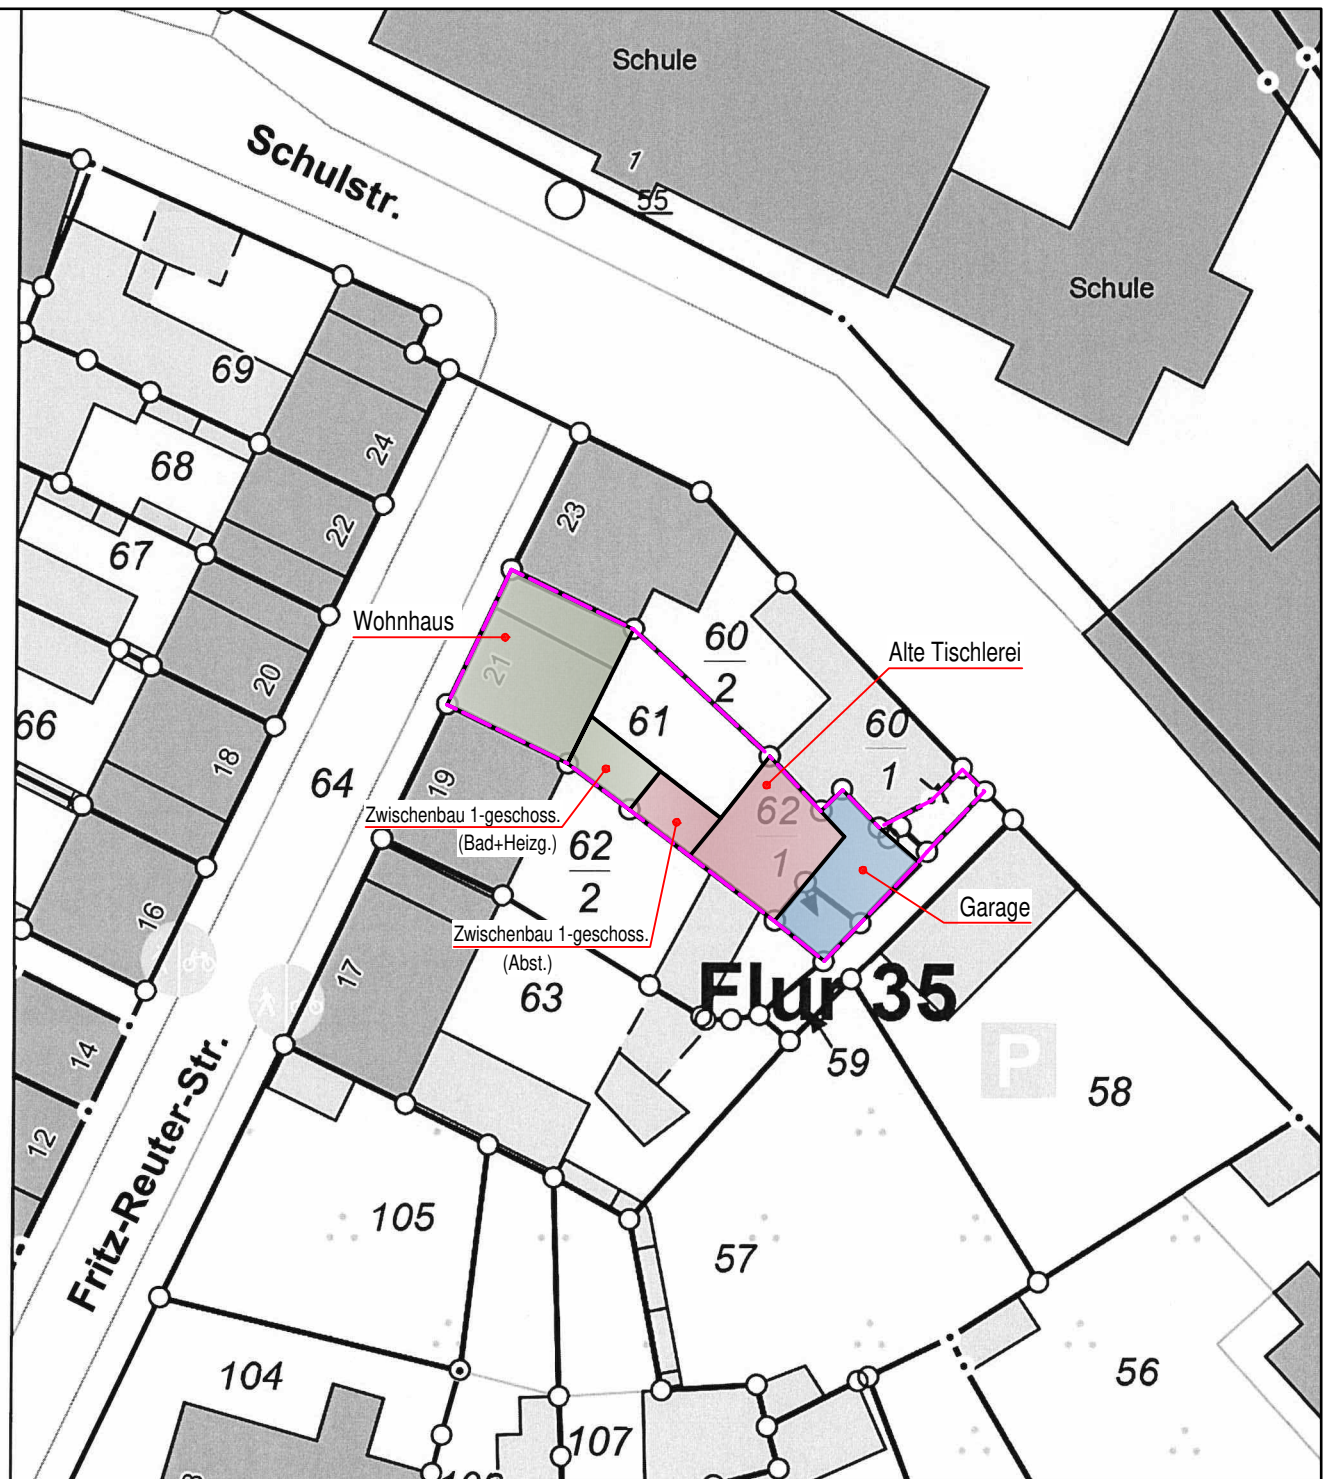 Schule
Schulstr.
1
55
Schule
69
24
68
23
22
67
Wohnhaus
60
2
Alte Tischlerei
21
20
61
60
1
66
18
64
19
Zwischenbau 1-geschoss.
(Bad+Heizg.)
62
1
62
2
16
Garage
Zwischenbau 1-geschoss.
(Abst.)
17
63
Flur 35
14
59
P
58
12
Fritz-Reuter-Str.
105
57
104
56
107